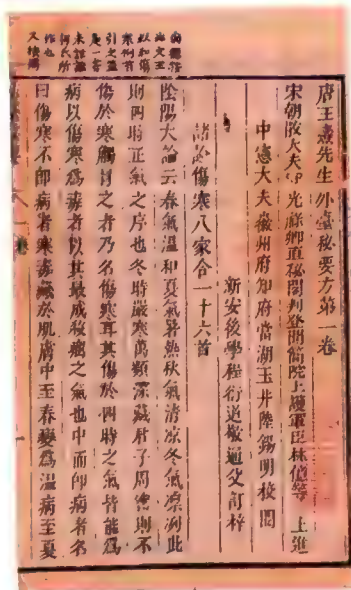 唐王燾先生外臺秘要方第一卷
宋朝散大夫守光祿卿直秘閣判登聞簡院上護軍臣林億等 上進
中憲大夫徽州府知府當湖玉井陸錫明校閱
新安後學程衍道敬通父訂梓
諸論傷寒八家合一十六首
陰陽大論云春氣溫和夏氣暑熱秋氣清涼冬氣凛冽此
則四時正氣之序也冬時嚴寒萬類深藏君子周密則不
傷於寒觸冒之者乃名傷寒耳其傷於四時之氣皆能爲
病以傷寒爲毒者以其最成殺癘之氣也中而即病者名
曰傷寒不即病者寒毒藏於肌膚中至春變爲溫病至夏